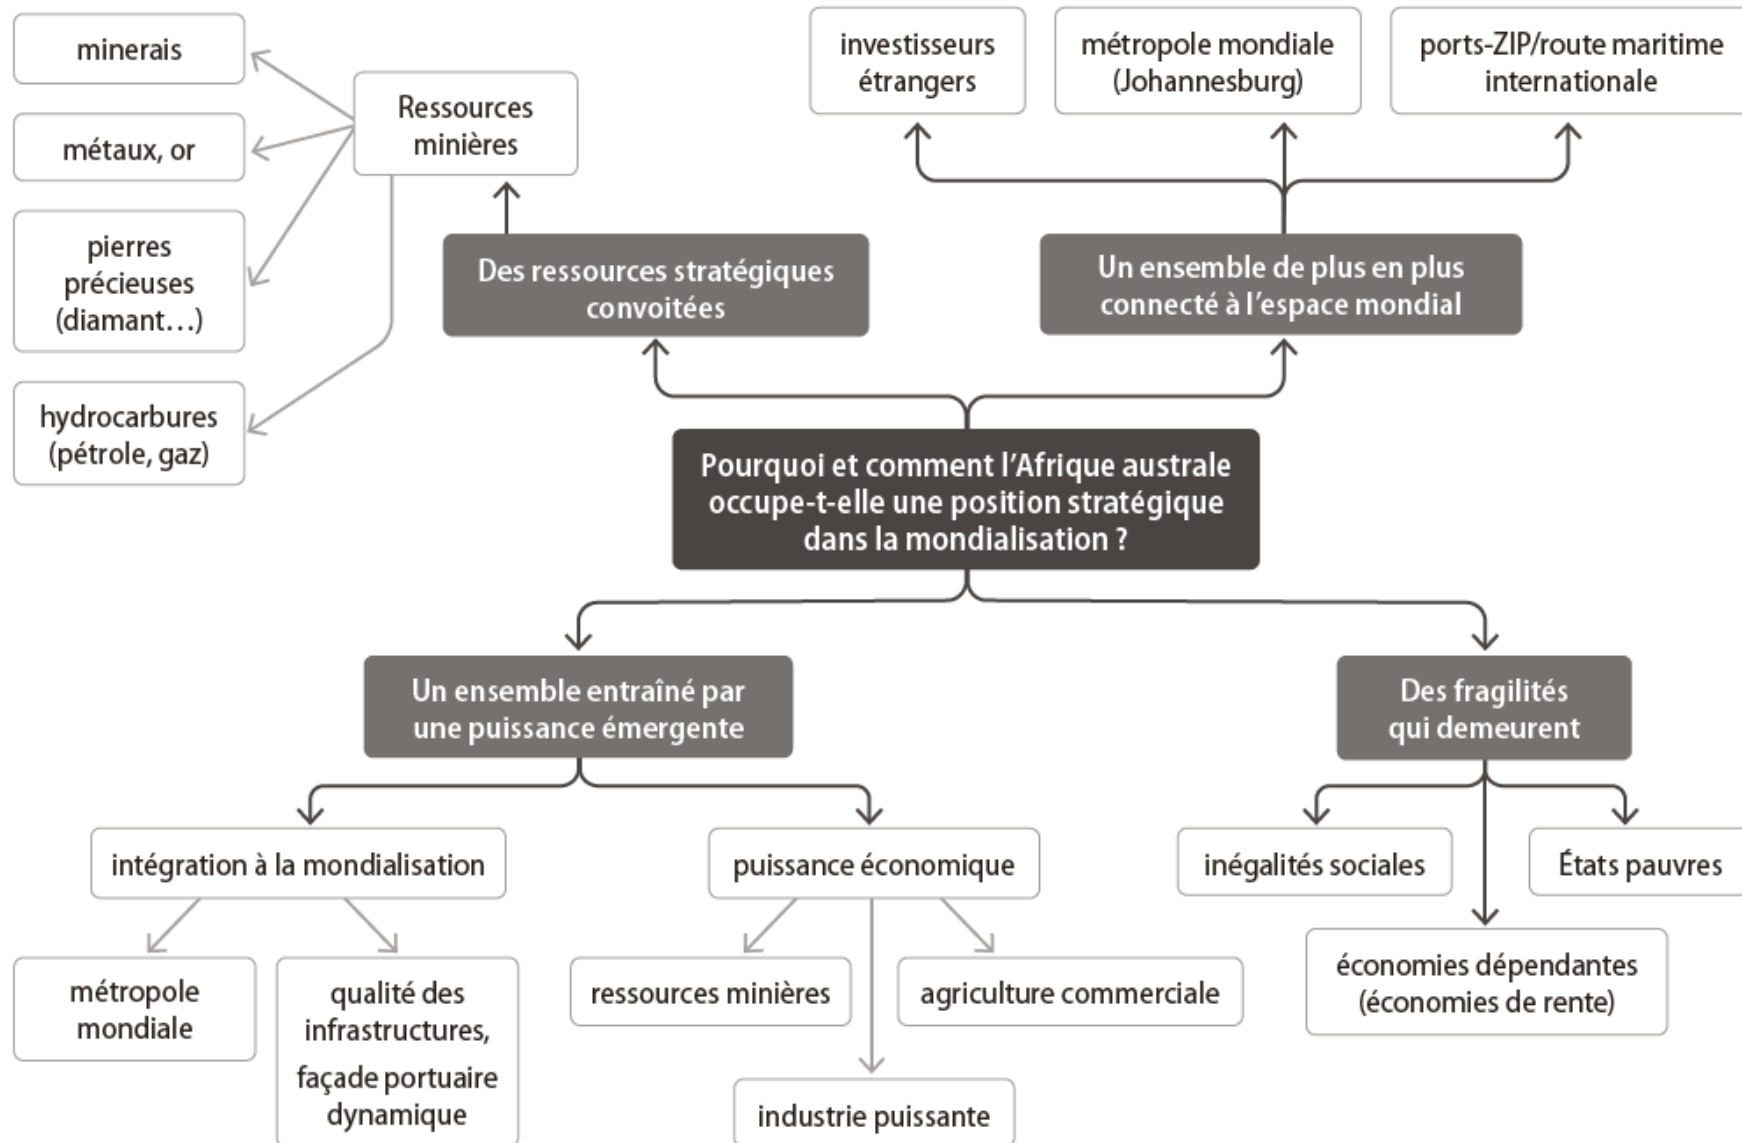 minerais
métaux, or
pierres
précieuses
(diamant…)
hydrocarbures
(pétrole, gaz)
Ressources
minières
investisseurs
étrangers
métropole mondiale
(Johannesburg)
ports-ZIP/route maritime
internationale
Des ressources stratégiques
convoitées
Un ensemble de plus en plus
connecté à l’espace mondial
Pourquoi et comment l’Afrique australe
occupe-t-elle une position stratégique
dans la mondialisation ?
Un ensemble entraîné par
une puissance émergente
Des fragilités
qui demeurent
intégration à la mondialisation
puissance économique
inégalités sociales
États pauvres
métropole
mondiale
qualité des
infrastructures,
façade portuaire
dynamique
ressources minières
agriculture commerciale
industrie puissante
économies dépendantes
(économies de rente)